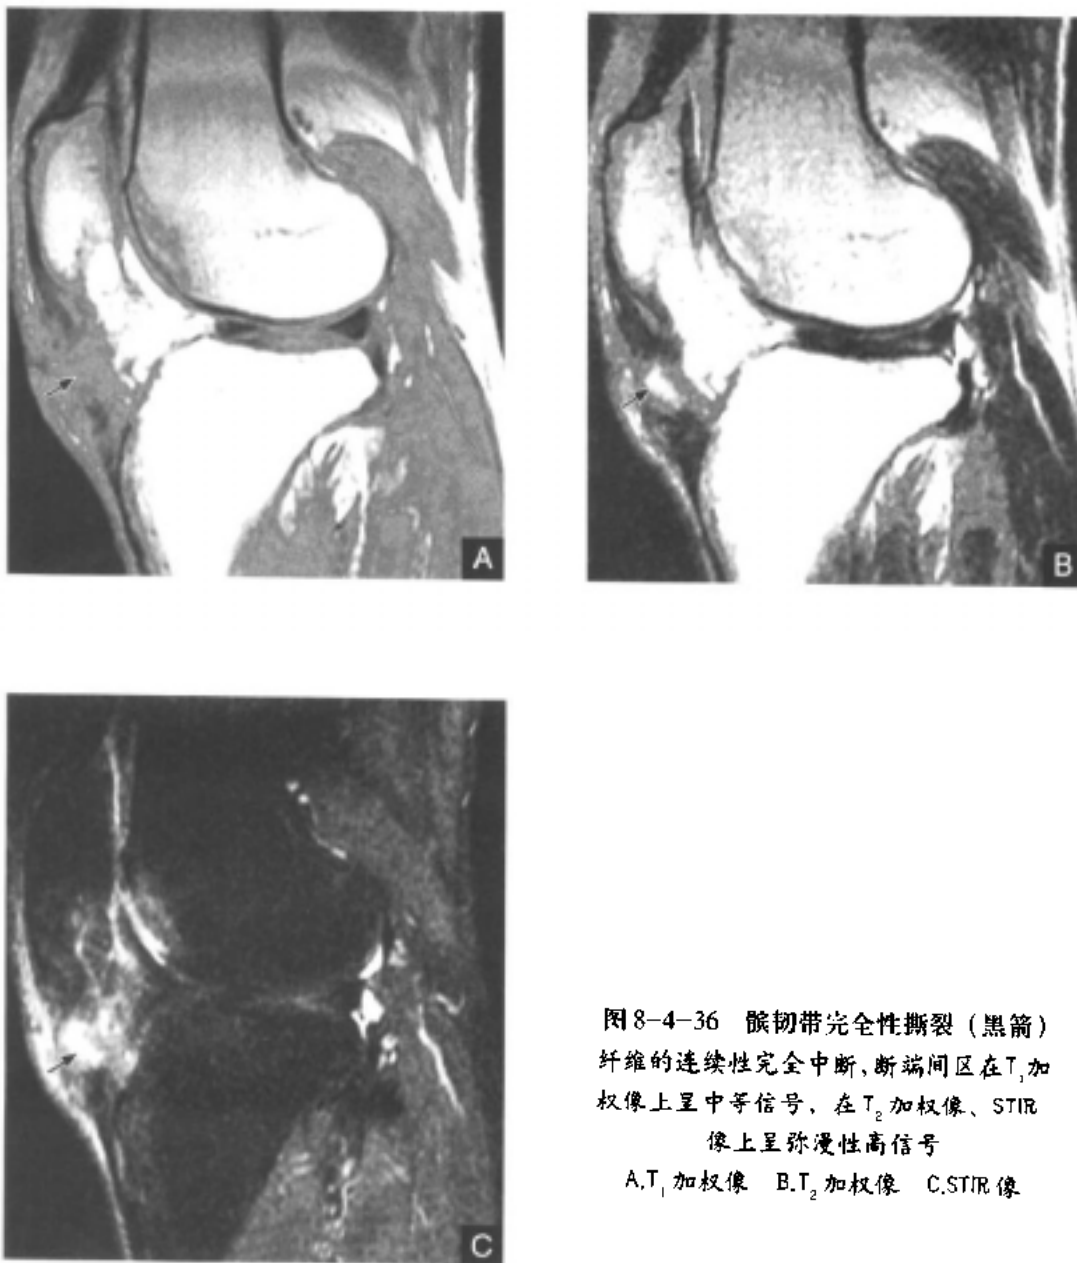 A
B
C
图8-4-36 髌韧带完全性撕裂（黑箭）
纤维的连续性完全中断、断端间区在T₁加
权像上呈中等信号，在T₂加权像、STIR
像上呈弥漫性高信号
A.T₁加权像 B.T₂加权像 C.STIR像